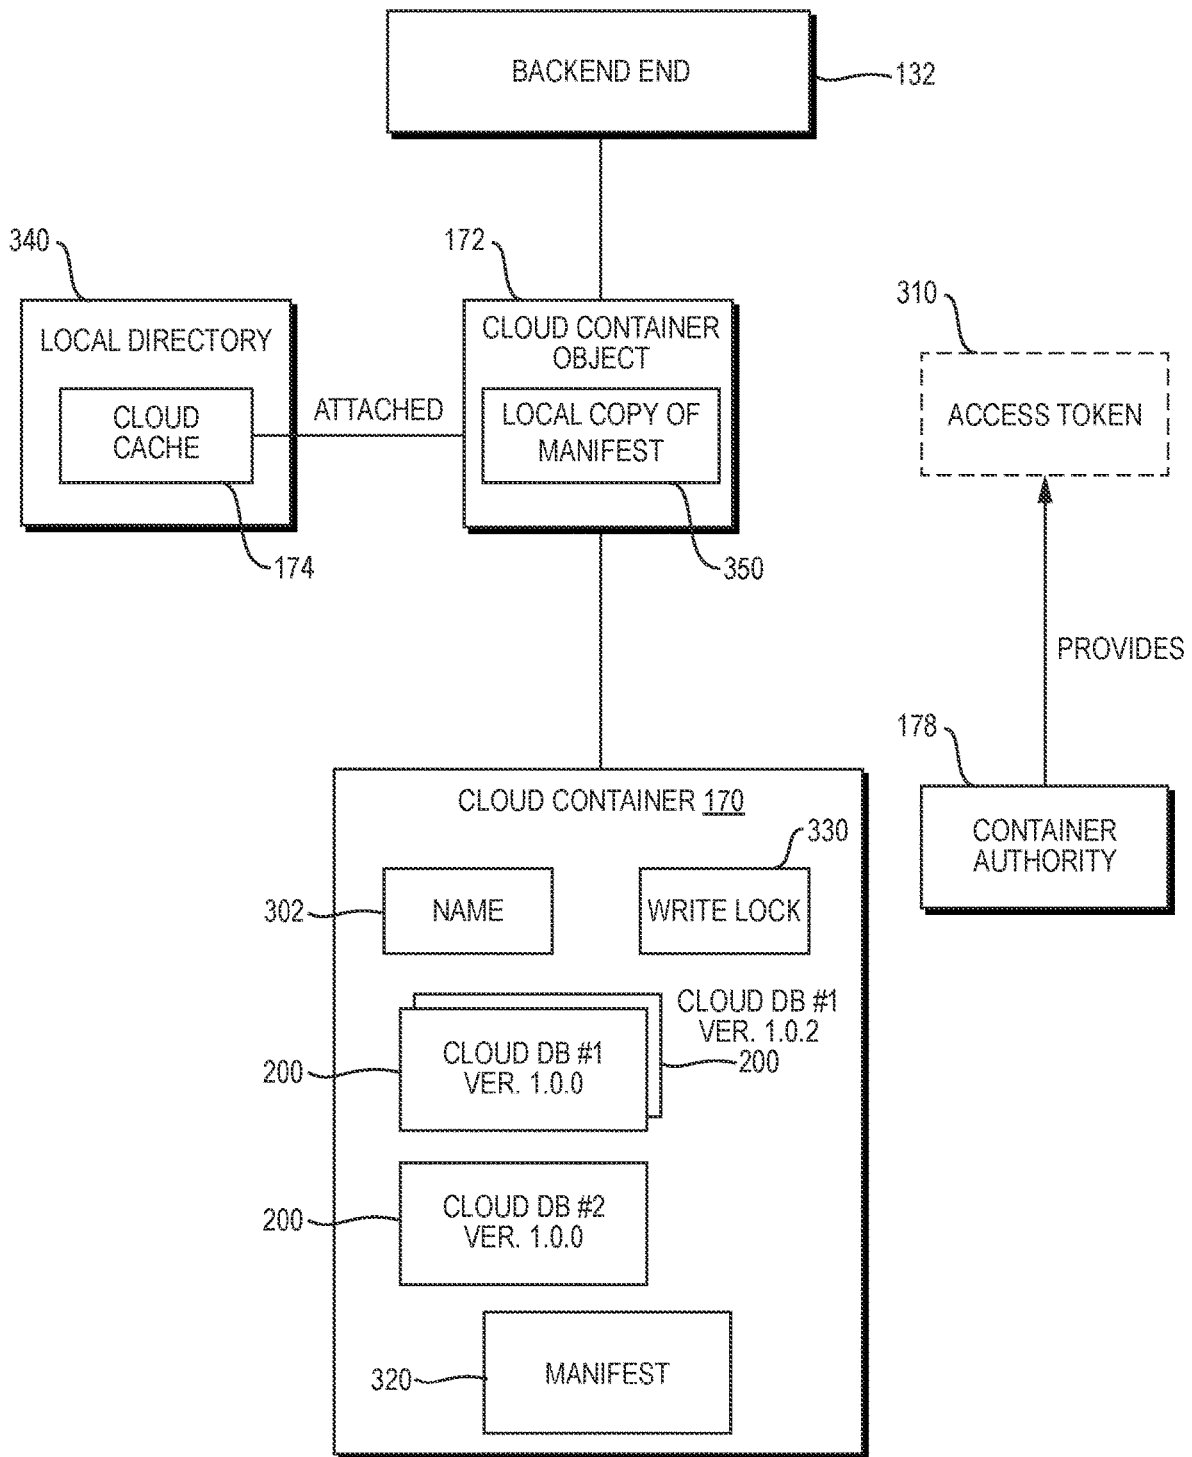 BACKEND END
132
340
172
310
LOCAL DIRECTORY
CLOUD CONTAINER
OBJECT
CLOUD
CACHE
ATTACHED
LOCAL COPY OF
MANIFEST
ACCESS TOKEN
174
350
PROVIDES
178
CLOUD CONTAINER 170
330
CONTAINER
AUTHORITY
302
NAME
WRITE LOCK
CLOUD DB #1
VER. 1.0.2
200
200
CLOUD DB #1
VER. 1.0.0
200
CLOUD DB #2
VER. 1.0.0
320
MANIFEST